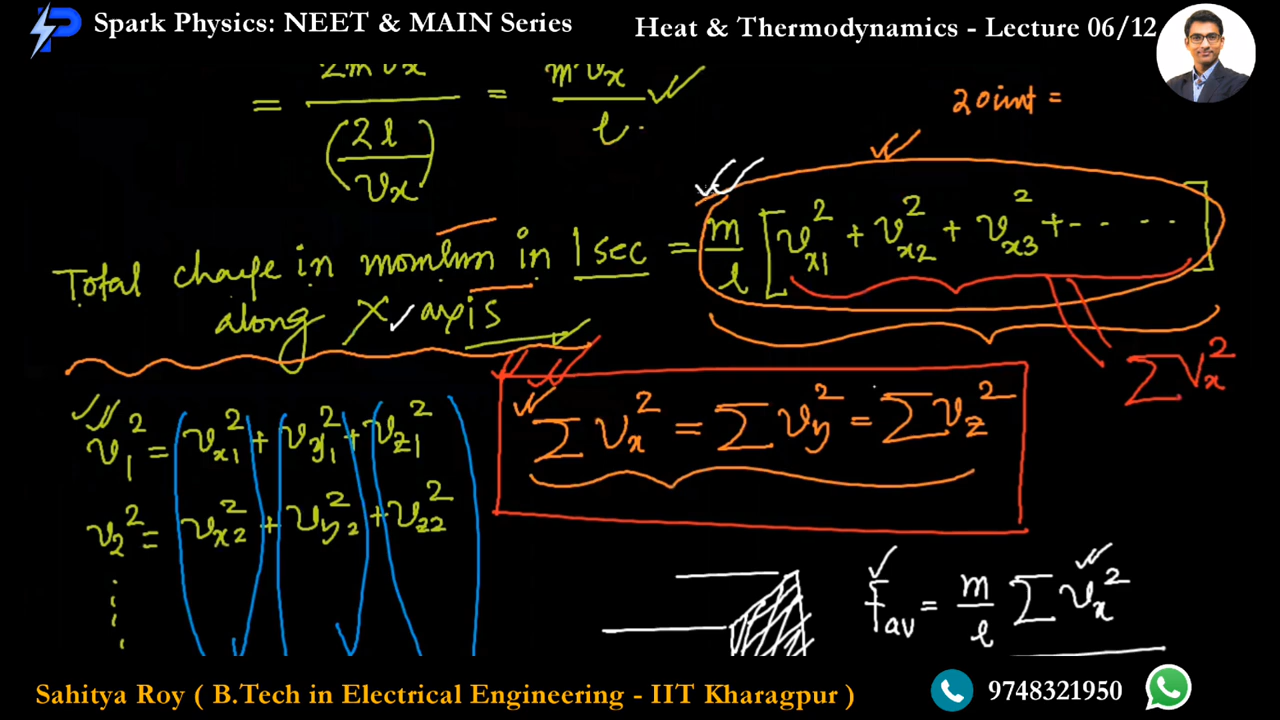 Spark Physics: NEET & MAIN Series
Heat & Thermodynamics - Lecture 06/12
= 2mvx / (2l / vx) = m·vx / l
20int =
Total change in momtum in 1 sec = m/l [vx1² + vx2² + vx3² + - - - - -]
along X axis
Σvx²
Σvx² = Σvy² = Σvz²
v1² = vx1² + vy1² + vz1²
v2² = vx2² + vy2² + vz2²
fav = m/l Σvx²
Sahitya Roy ( B.Tech in Electrical Engineering - IIT Kharagpur )
9748321950